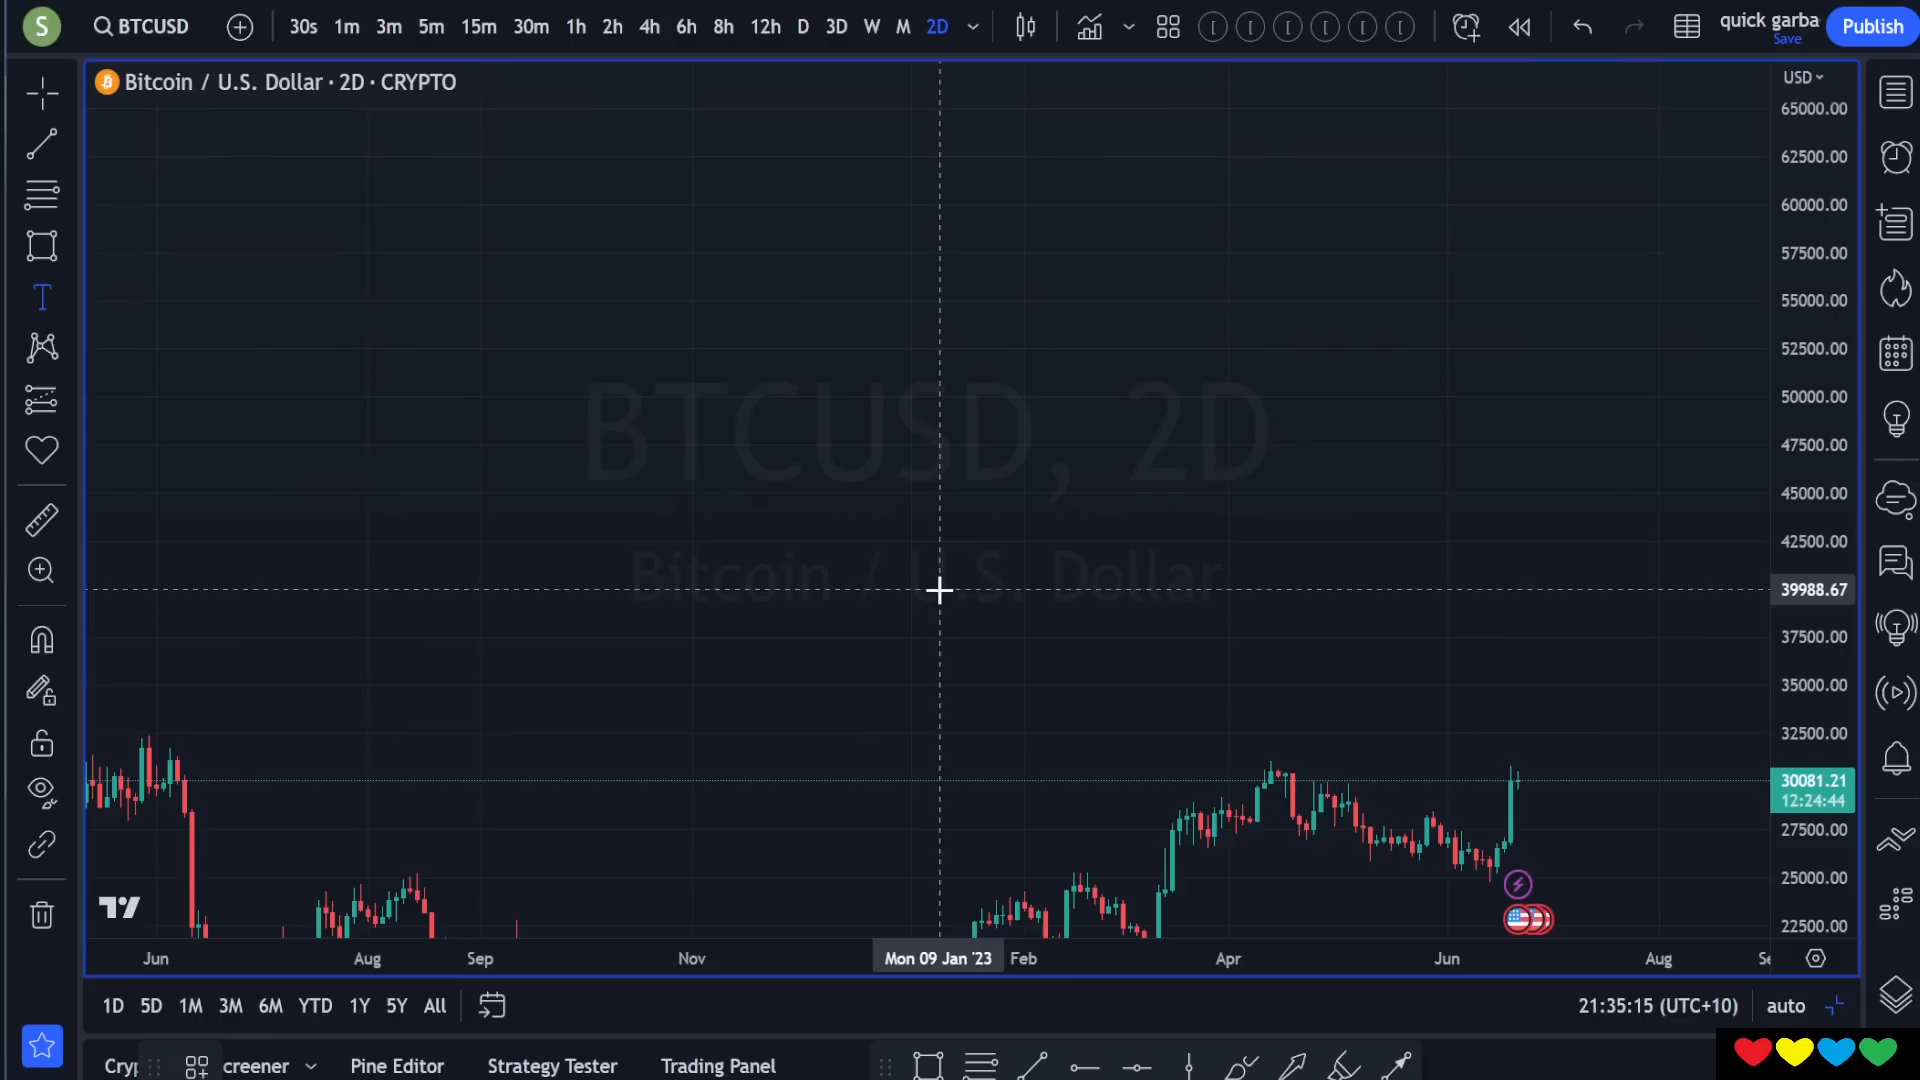 S BTCUSD 30s 1m 3m 5m 15m 30m 1h 2h 4h 6h 8h 12h D 3D W M 2D quick garba Publish
Save
Bitcoin / U.S. Dollar · 2D · CRYPTO
USD
65000.00
62500.00
60000.00
57500.00
55000.00
52500.00
50000.00
47500.00
45000.00
42500.00
39988.67
37500.00
35000.00
32500.00
30081.21
12:24:44
27500.00
25000.00
22500.00
BTCUSD, 2D
Bitcoin / U.S. Dollar
Jun Aug Sep Nov Mon 09 Jan '23 Feb Apr Jun Aug Se
1D 5D 1M 3M 6M YTD 1Y 5Y All 21:35:15 (UTC+10) auto
Cryp creener Pine Editor Strategy Tester Trading Panel